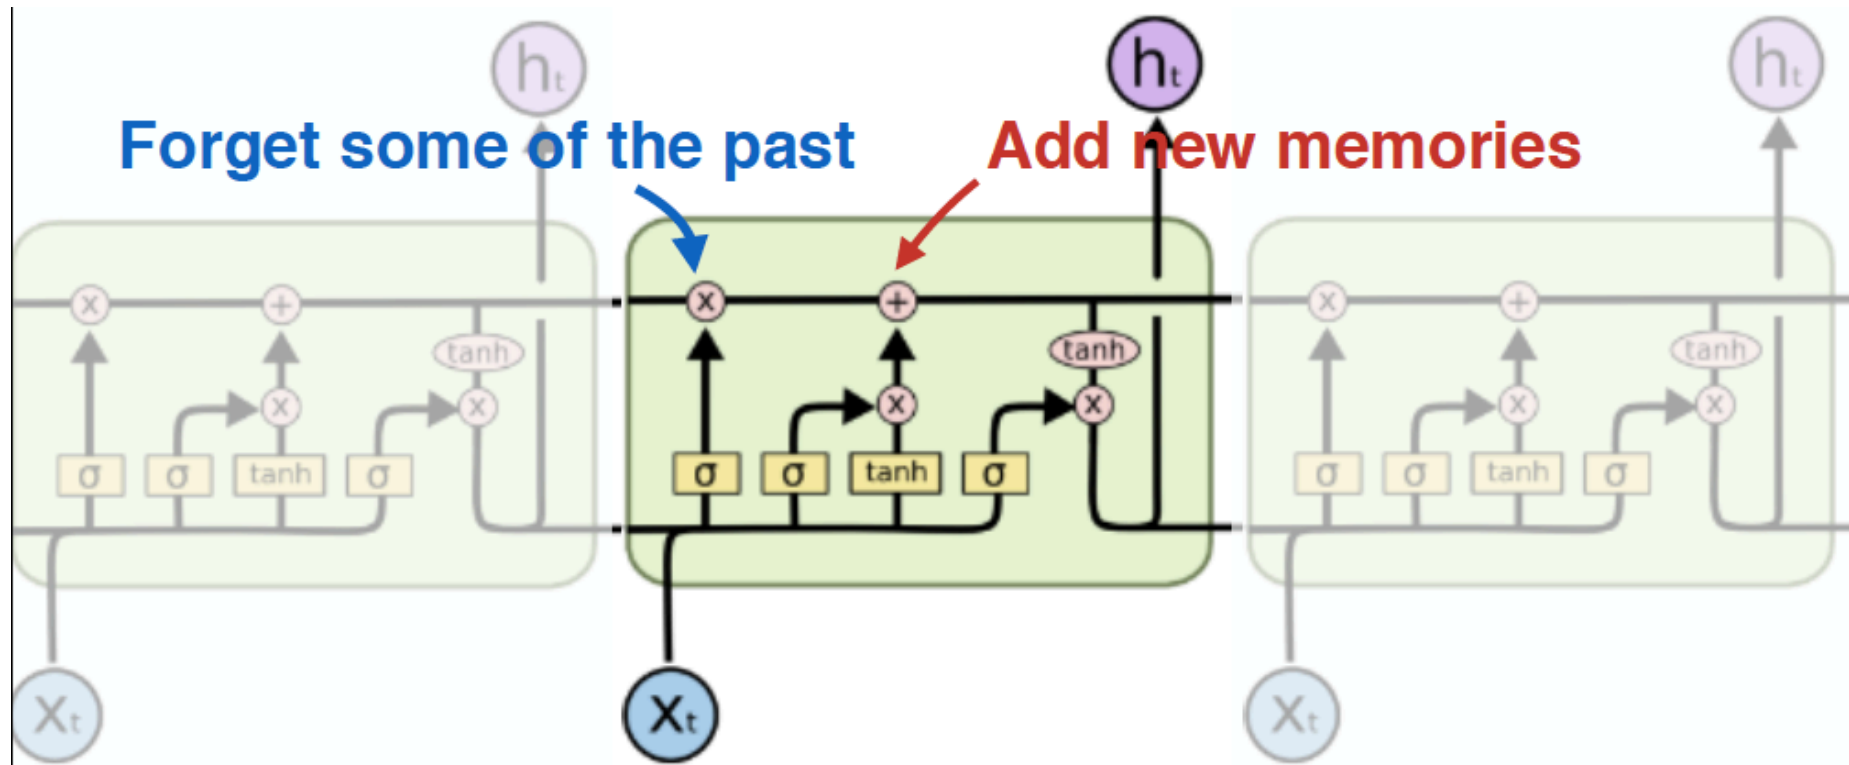 hₜ hₜ hₜ
Forget some of the past Add new memories
x + x + x +
tanh tanh tanh
x x x x x x
σ σ tanh σ σ σ tanh σ σ σ tanh σ
Xₜ Xₜ Xₜ